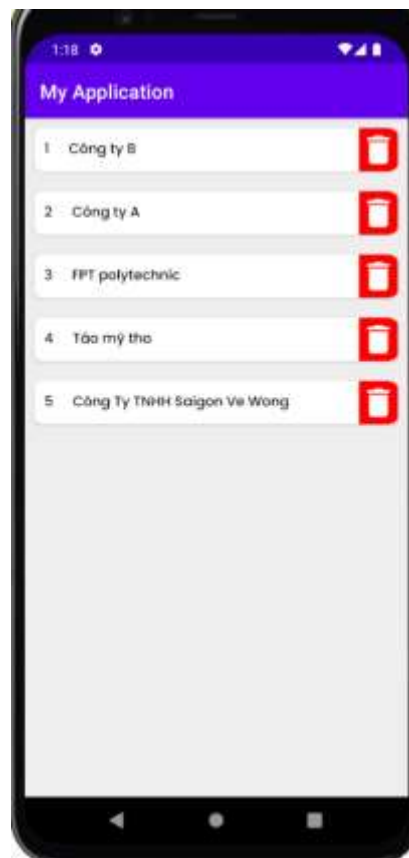 1:18
My Application
1 Công ty B
2 Công ty A
3 FPT polytechnic
4 Táo mỹ tho
5 Công Ty TNHH Saigon Ve Wong